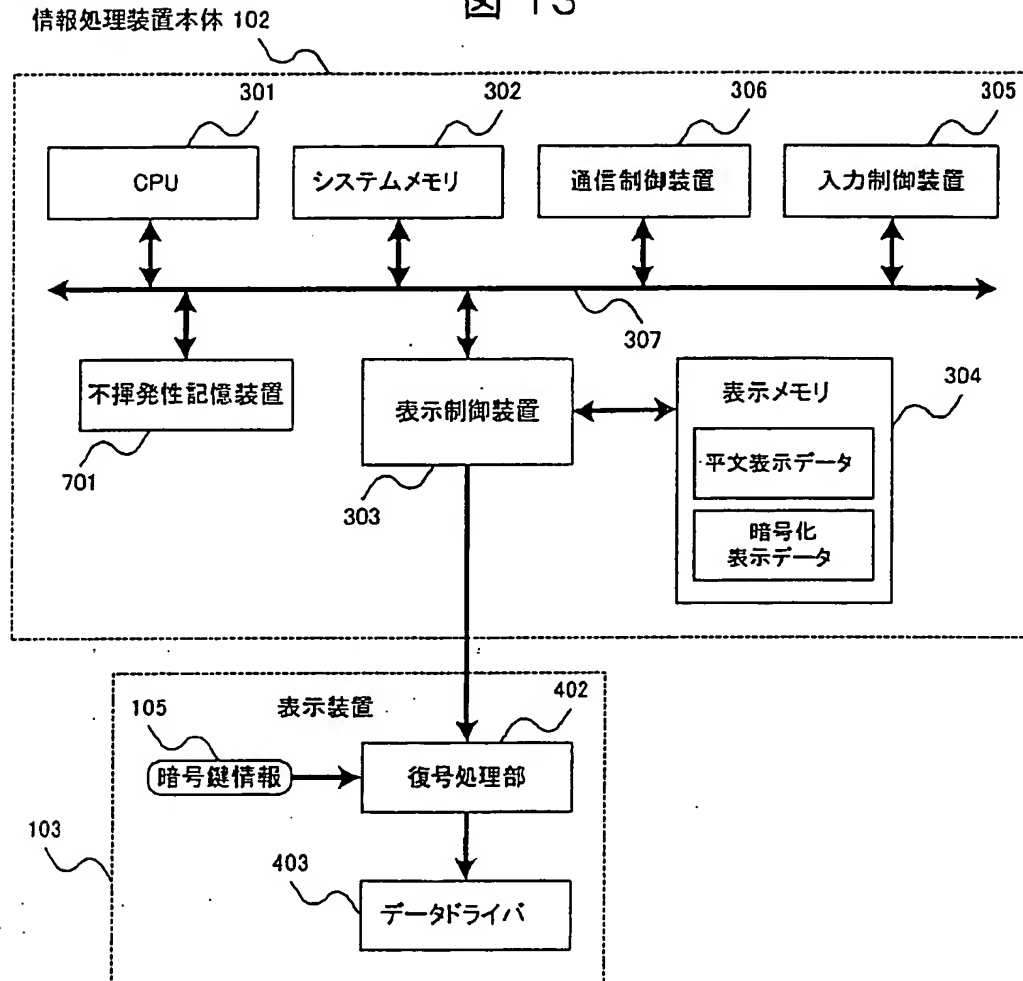 図 13
情報処理装置本体 102
301
302
306
305
CPU
システムメモリ
通信制御装置
入力制御装置
307
不揮発性記憶装置
表示制御装置
表示メモリ
304
平文表示データ
暗号化
表示データ
701
303
表示装置
402
105
暗号鍵情報
復号処理部
103
403
データドライバ